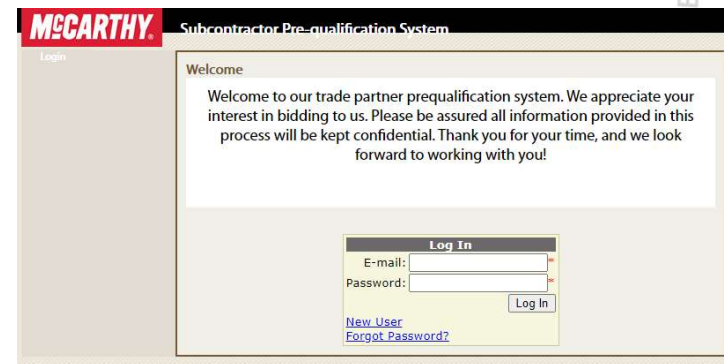 McCARTHY. Subcontractor Pre-qualification System
Login
Welcome
Welcome to our trade partner prequalification system. We appreciate your
interest in bidding to us. Please be assured all information provided in this
process will be kept confidential. Thank you for your time, and we look
forward to working with you!
Log In
E-mail: *
Password: *
Log In
New User
Forgot Password?